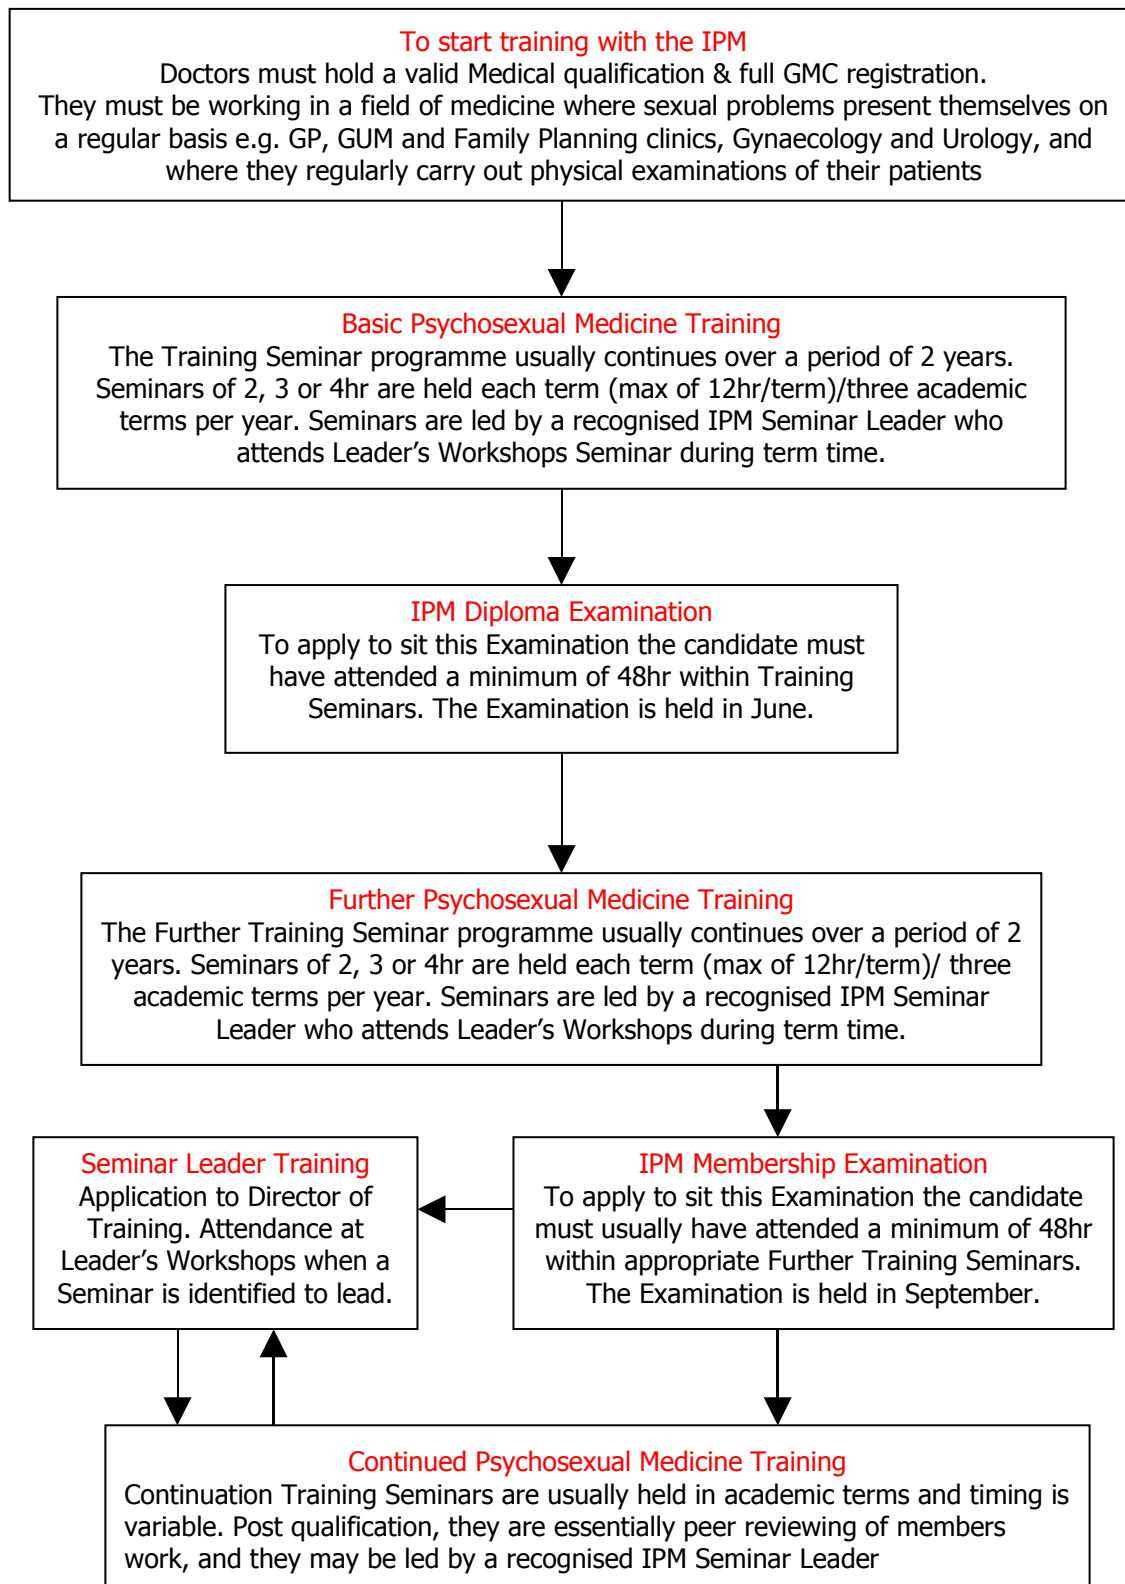 To start training with the IPM
Doctors must hold a valid Medical qualification & full GMC registration.
They must be working in a field of medicine where sexual problems present themselves on
a regular basis e.g. GP, GUM and Family Planning clinics, Gynaecology and Urology, and
where they regularly carry out physical examinations of their patients
Basic Psychosexual Medicine Training
The Training Seminar programme usually continues over a period of 2 years.
Seminars of 2, 3 or 4hr are held each term (max of 12hr/term)/three academic
terms per year. Seminars are led by a recognised IPM Seminar Leader who
attends Leader’s Workshops Seminar during term time.
IPM Diploma Examination
To apply to sit this Examination the candidate must
have attended a minimum of 48hr within Training
Seminars. The Examination is held in June.
Further Psychosexual Medicine Training
The Further Training Seminar programme usually continues over a period of 2
years. Seminars of 2, 3 or 4hr are held each term (max of 12hr/term)/ three
academic terms per year. Seminars are led by a recognised IPM Seminar
Leader who attends Leader’s Workshops during term time.
Seminar Leader Training
Application to Director of
Training. Attendance at
Leader’s Workshops when a
Seminar is identified to lead.
IPM Membership Examination
To apply to sit this Examination the candidate
must usually have attended a minimum of 48hr
within appropriate Further Training Seminars.
The Examination is held in September.
Continued Psychosexual Medicine Training
Continuation Training Seminars are usually held in academic terms and timing is
variable. Post qualification, they are essentially peer reviewing of members
work, and they may be led by a recognised IPM Seminar Leader